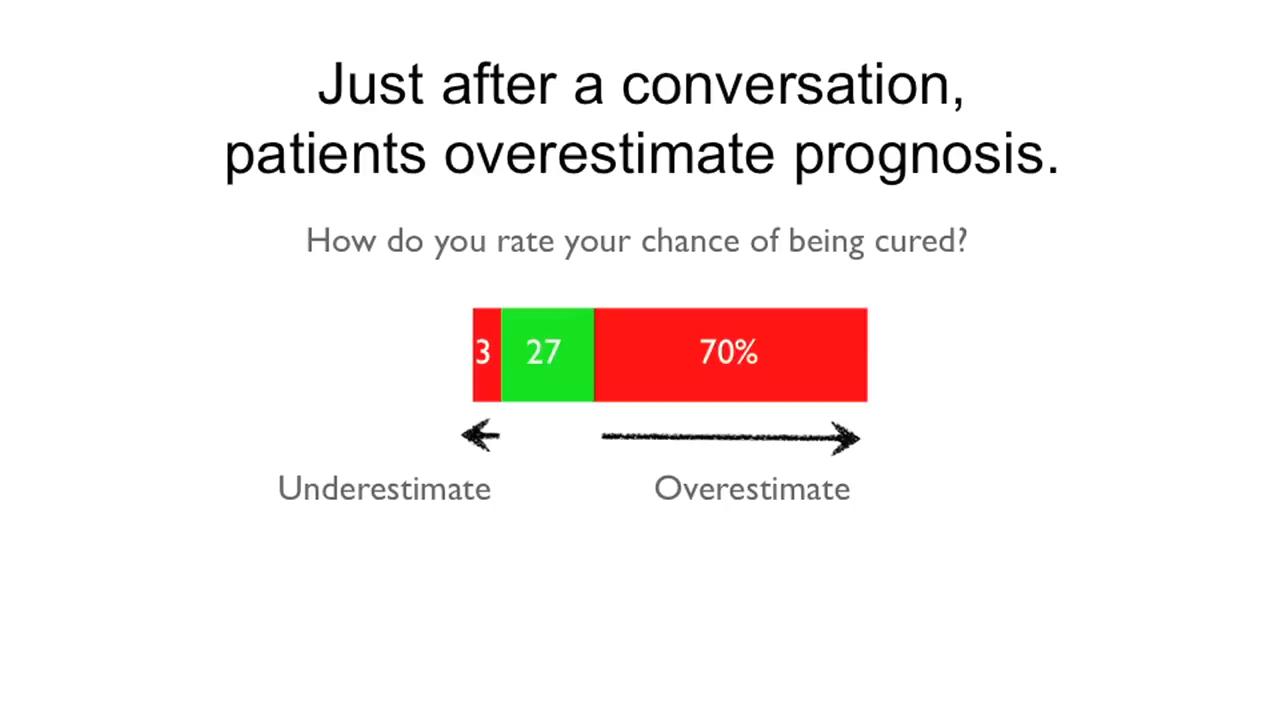 Just after a conversation,
patients overestimate prognosis.
How do you rate your chance of being cured?
3 27 70%
Underestimate Overestimate